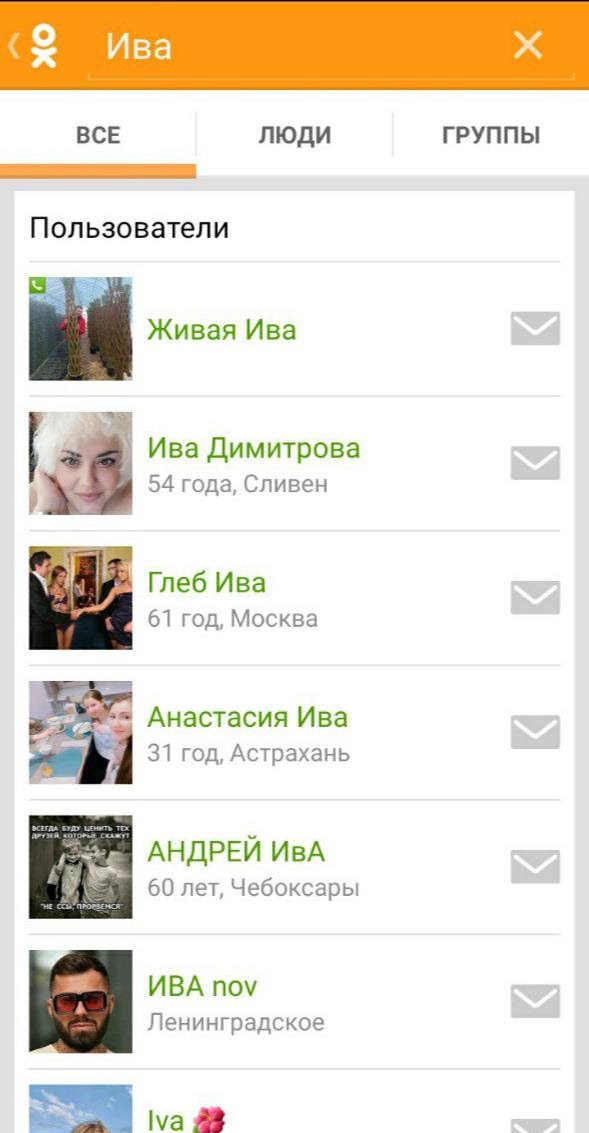 Ива
ВСЕ
ЛЮДИ
ГРУППЫ
Пользователи
Живая Ива
Ива Димитрова
54 года, Сливен
Глеб Ива
61 год, Москва
Анастасия Ива
31 год, Астрахань
ВСЕГДА БУДУ ЦЕНИТЬ ТЕХ
ДРУЗЕЙ, КОТОРЫЕ СКАЖУТ
"НЕ ССЫ, ПРОРВЕМСЯ"
АНДРЕЙ ИвА
60 лет, Чебоксары
ИВА nov
Ленинградское
Iva 🌺